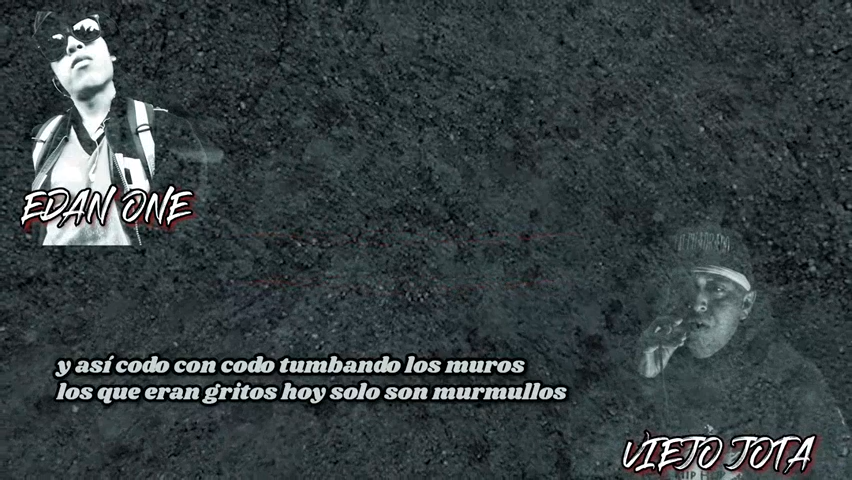 EDAN ONE
y así codo con codo tumbando los muros
los que eran gritos hoy solo son murmullos
VIEJO JOTA